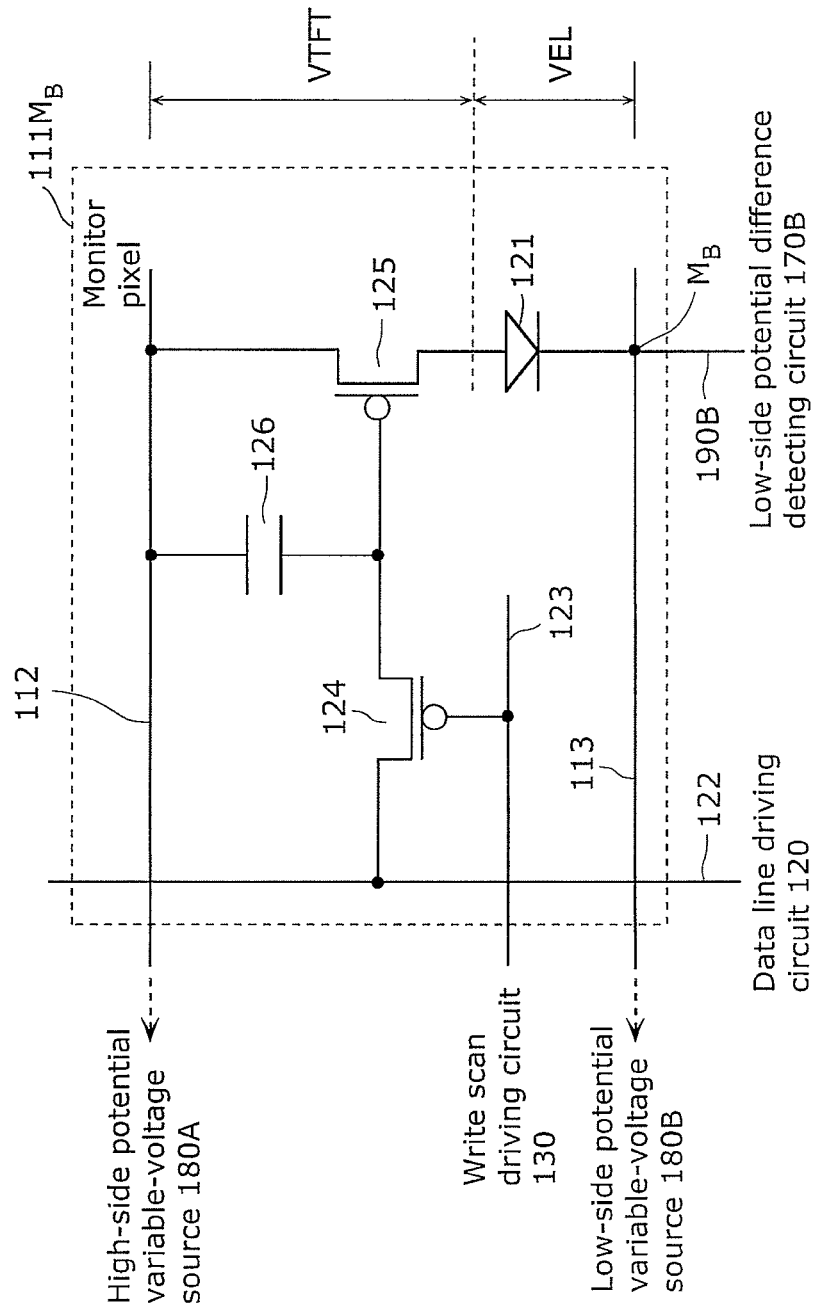 111MB
Monitor
pixel
112
126
125
124
121
123
113
MB
122
190B
VTFT
VEL
High-side potential
variable-voltage
source 180A
Write scan
driving circuit
130
Low-side potential
variable-voltage
source 180B
Data line driving
circuit 120
Low-side potential difference
detecting circuit 170B